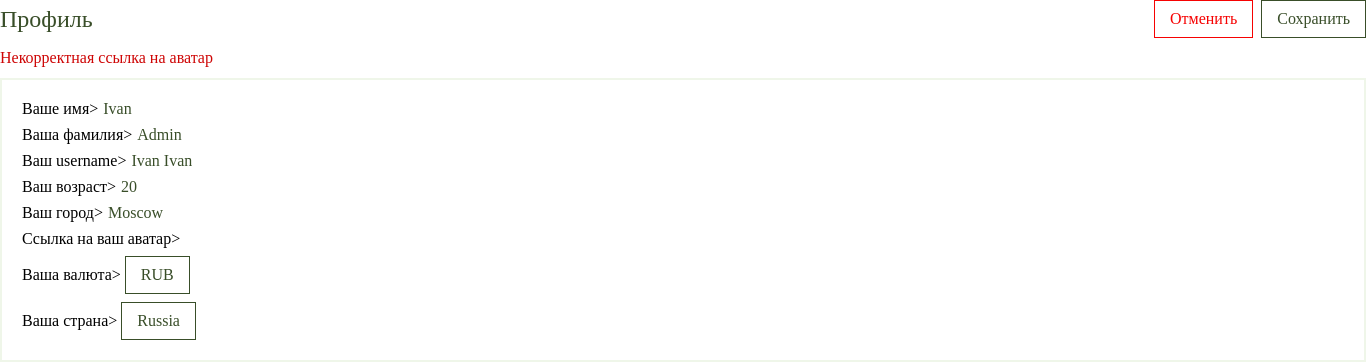 Профиль
Отменить
Сохранить
Некорректная ссылка на аватар
Ваше имя> Ivan
Ваша фамилия> Admin
Ваш username> Ivan Ivan
Ваш возраст> 20
Ваш город> Moscow
Ссылка на ваш аватар>
Ваша валюта> RUB
Ваша страна> Russia